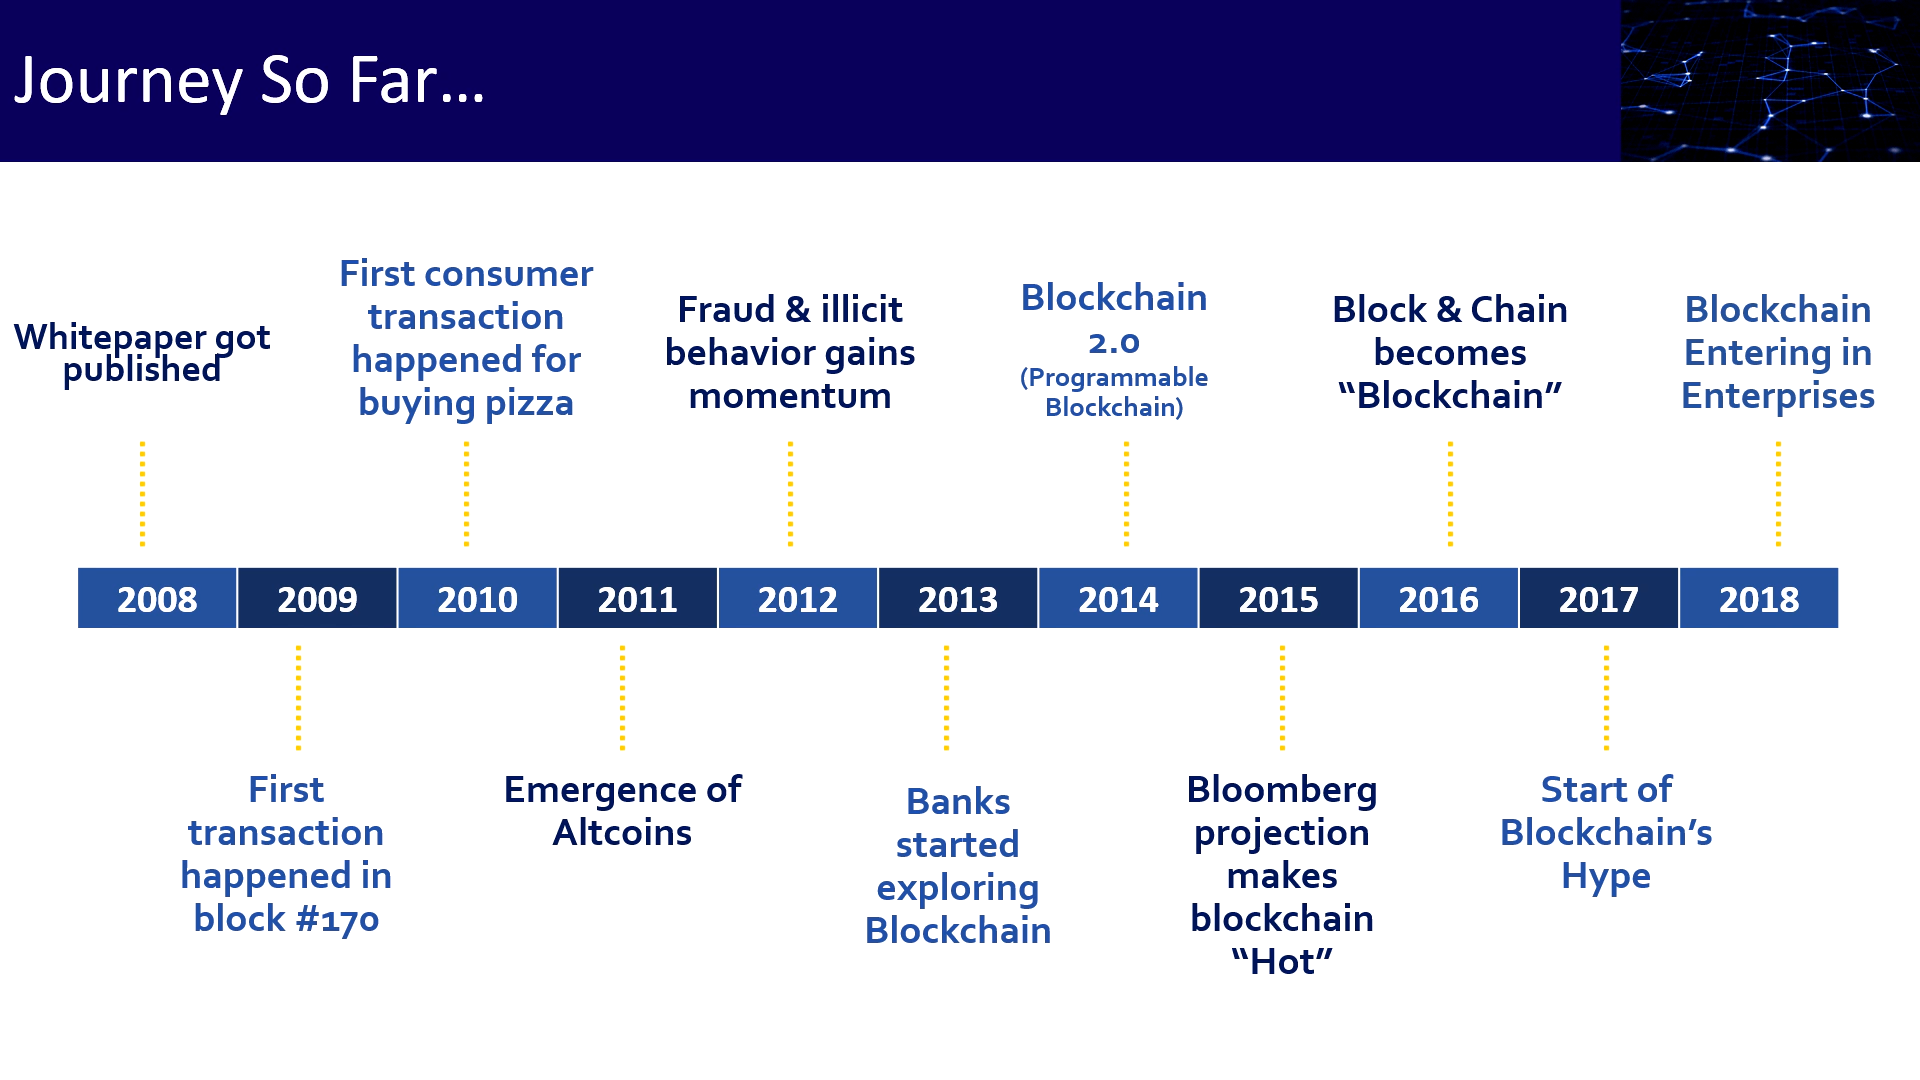 Journey So Far...
Whitepaper got
published
First consumer
transaction
happened for
buying pizza
Fraud & illicit
behavior gains
momentum
Blockchain
2.0
(Programmable
Blockchain)
Block & Chain
becomes
“Blockchain”
Blockchain
Entering in
Enterprises
2008 2009 2010 2011 2012 2013 2014 2015 2016 2017 2018
First
transaction
happened in
block #170
Emergence of
Altcoins
Banks
started
exploring
Blockchain
Bloomberg
projection
makes
blockchain
“Hot”
Start of
Blockchain’s
Hype